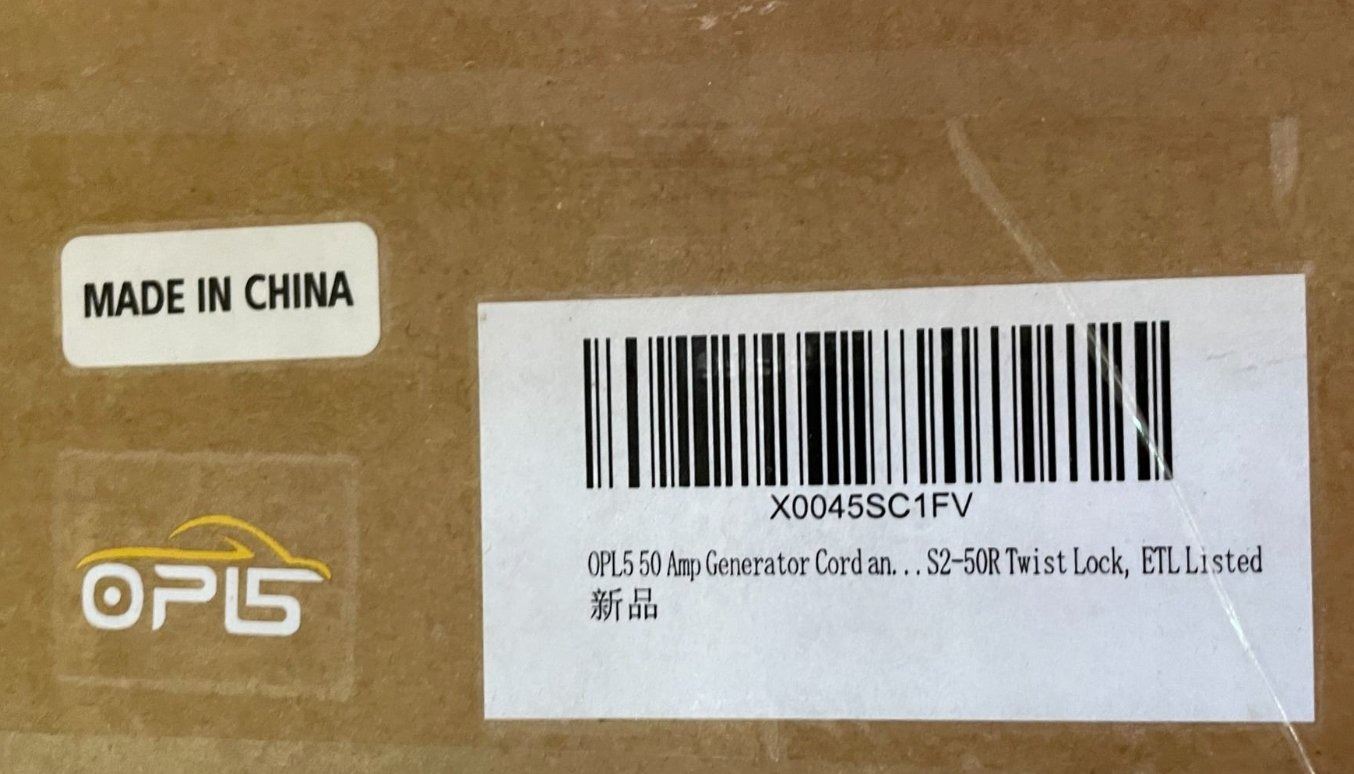 MADE IN CHINA
OPL5
X0045SC1FV
OPL5 50 Amp Generator Cord an...S2-50R Twist Lock, ETL Listed
新品